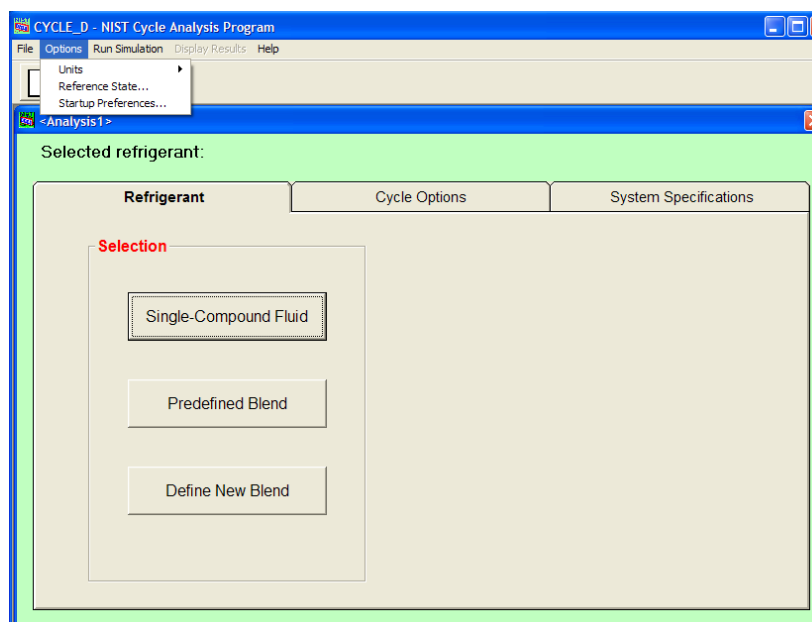 CYCLE_D - NIST Cycle Analysis Program
File Options Run Simulation Display Results Help
Units
Reference State...
Startup Preferences...
<Analysis1>
Selected refrigerant:
Refrigerant Cycle Options System Specifications
Selection
Single-Compound Fluid
Predefined Blend
Define New Blend